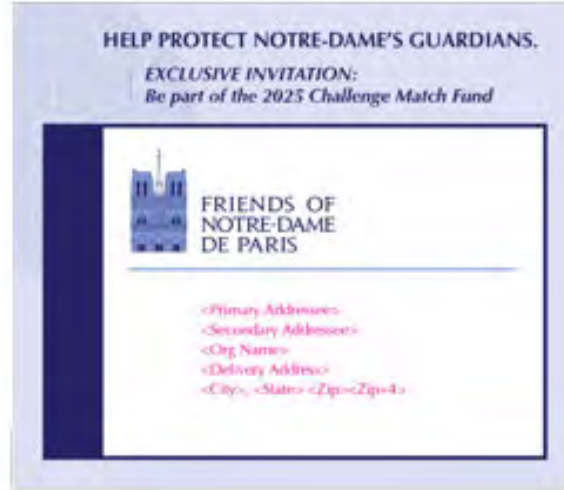 HELP PROTECT NOTRE-DAME'S GUARDIANS.
EXCLUSIVE INVITATION:
Be part of the 2025 Challenge Match Fund
FRIENDS OF
NOTRE-DAME
DE PARIS
<Primary Addressee>
<Secondary Addressee>
<Org Name>
<Delivery Address>
<City>, <State> <Zip><Zip+4>